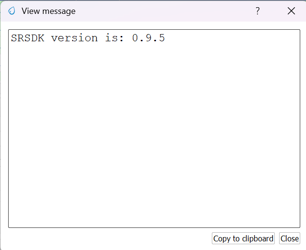 View message
?
SRSDK version is: 0.9.5
Copy to clipboard
Close